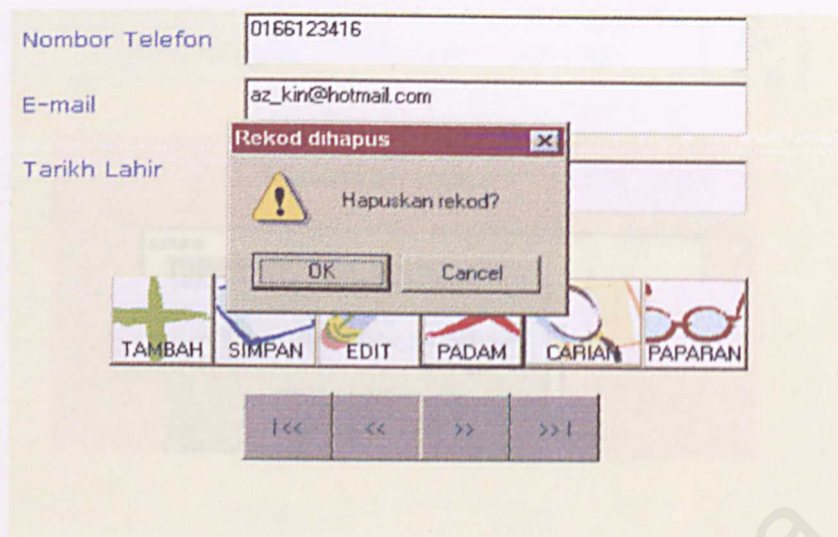 Nombor Telefon
0166123416
E-mail
az_kin@hotmail.com
Rekod dihapus
Tarikh Lahir
Hapuskan rekod?
OK
Cancel
TAMBAH
SIMPAN
EDIT
PADAM
CARIAN
PAPARAN
I<<
<<
>>
>>I